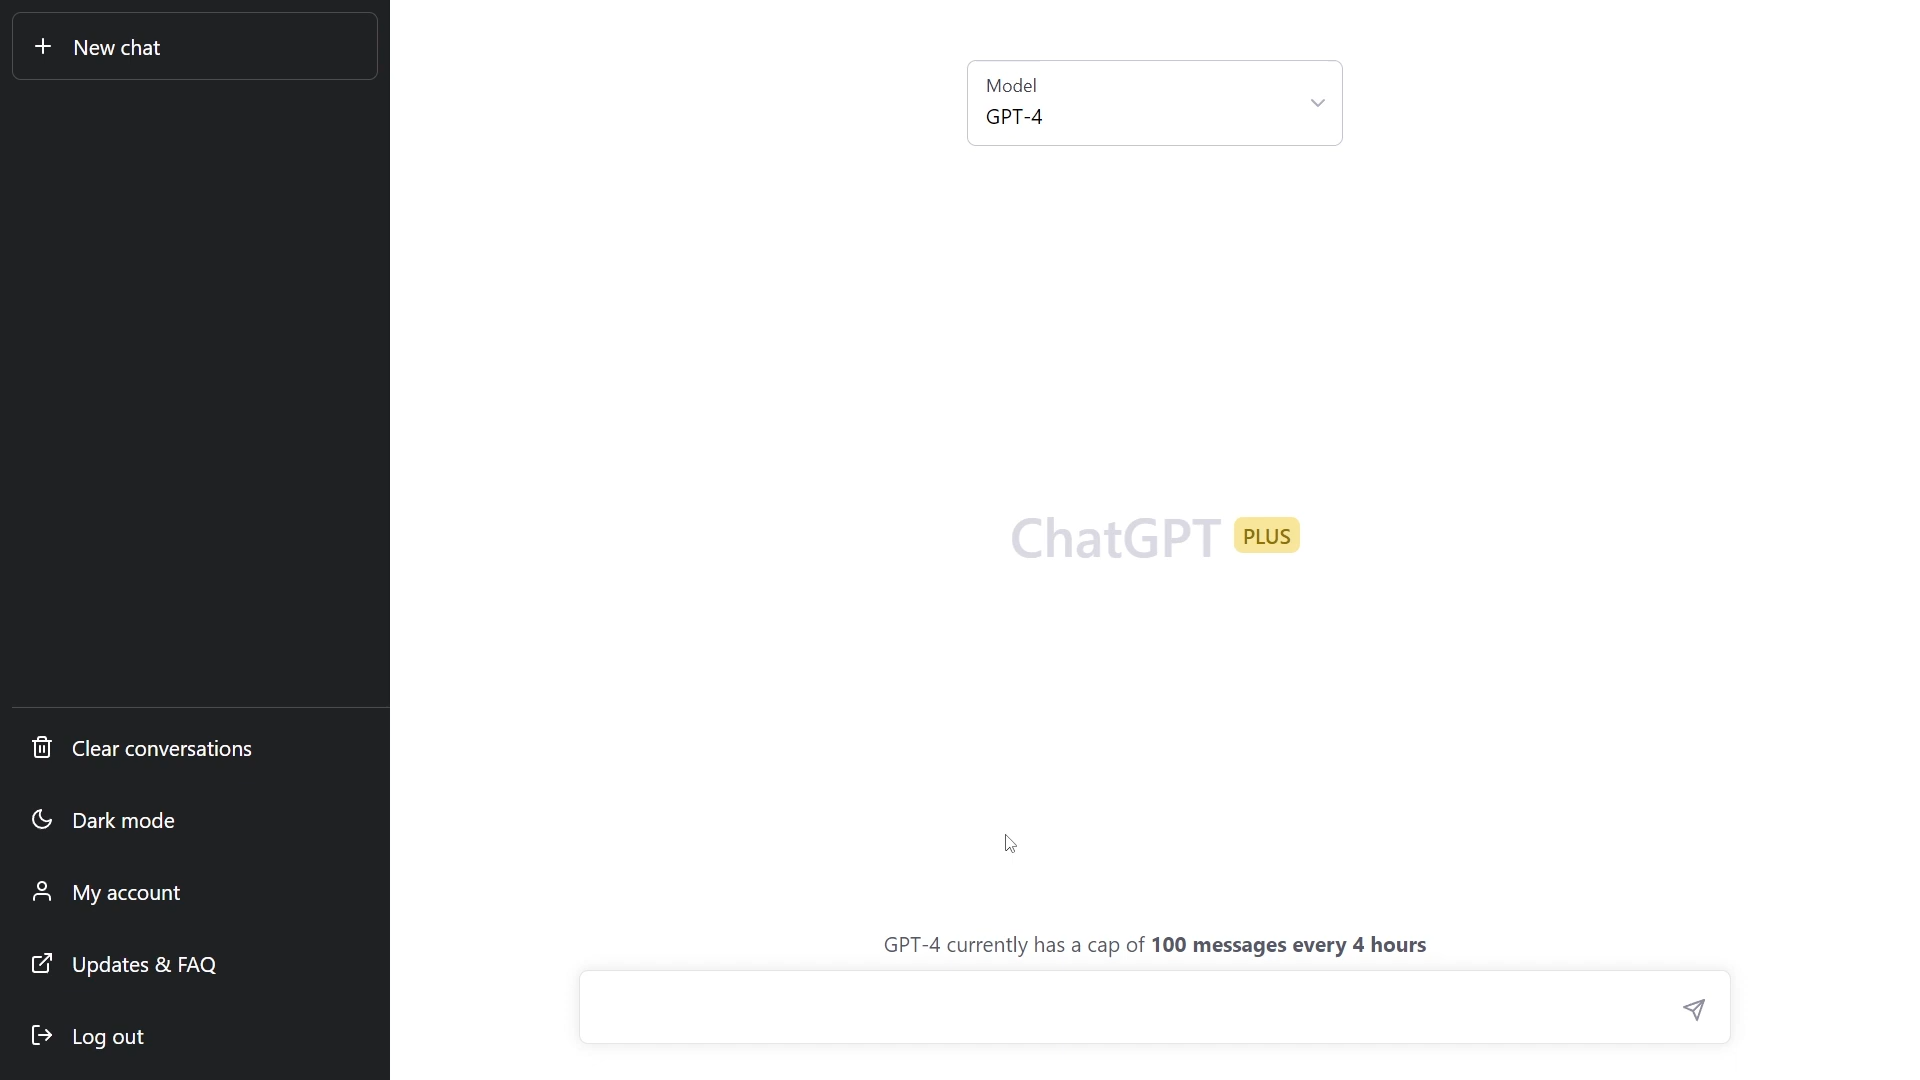 New chat
Model
GPT-4
ChatGPT PLUS
Clear conversations
Dark mode
My account
Updates & FAQ
Log out
GPT-4 currently has a cap of 100 messages every 4 hours